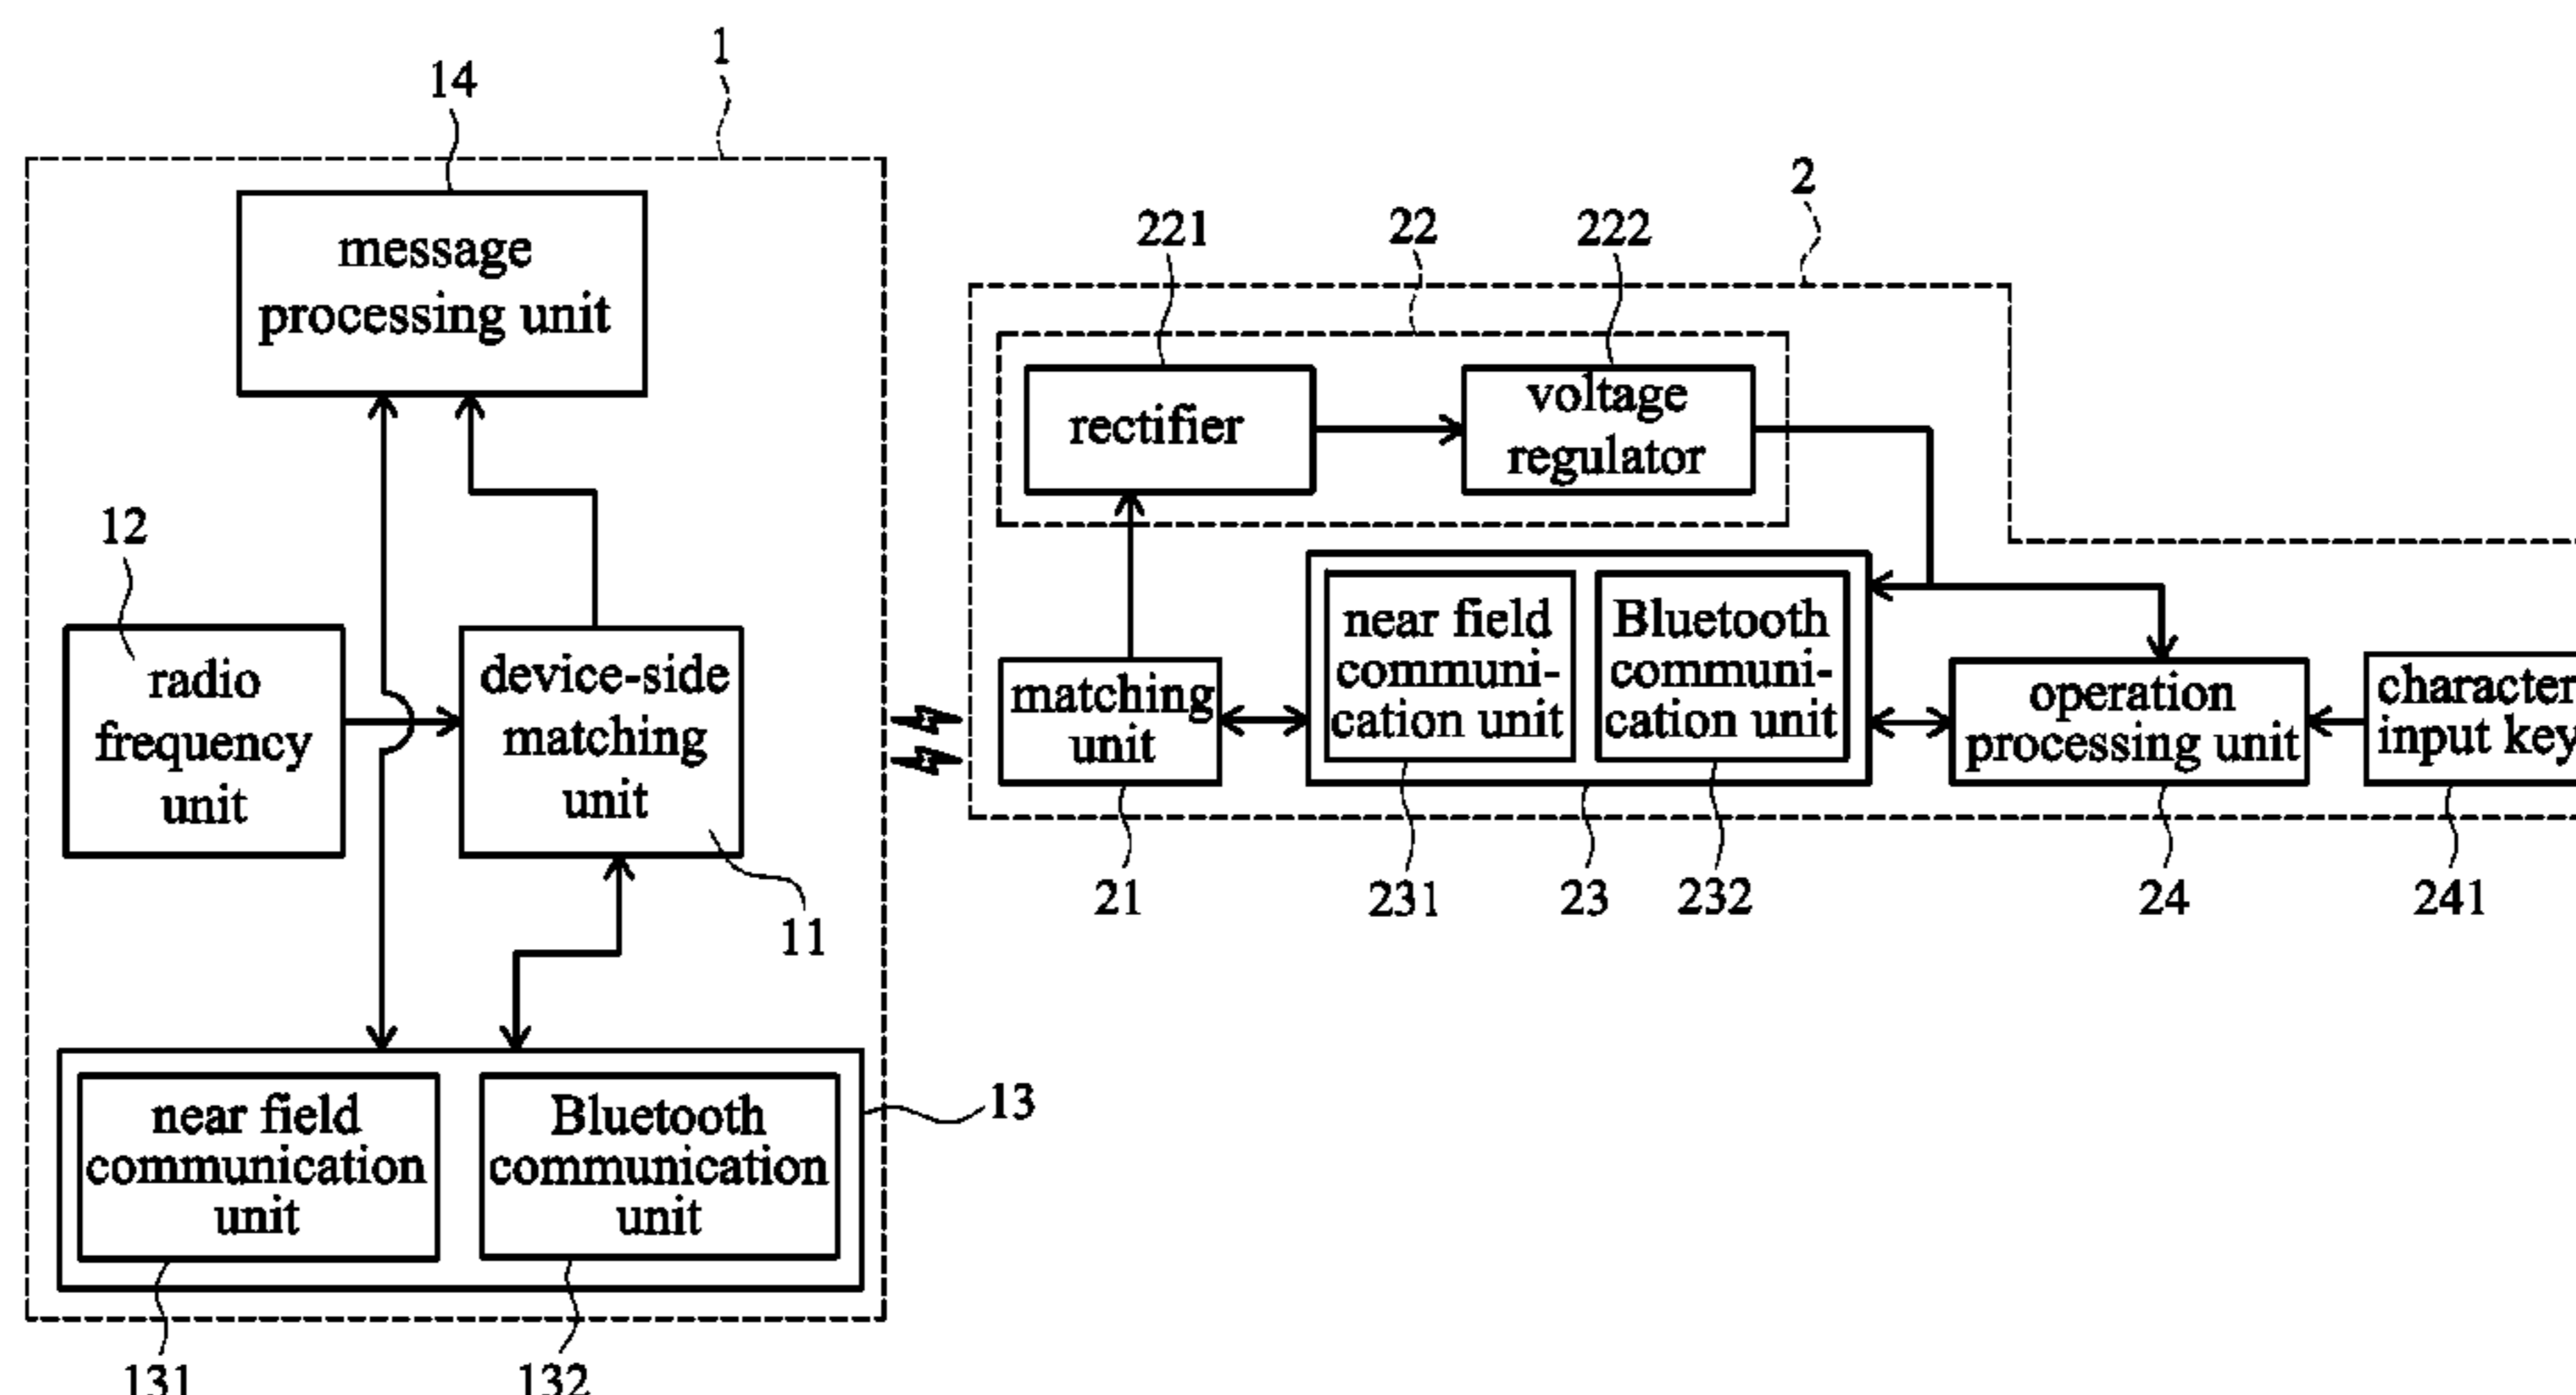 1
14
message
processing unit
12
radio
frequency
unit
device-side
matching
unit
11
near field
communication
unit
Bluetooth
communication
unit
13
131
132
2
221
22
222
rectifier
voltage
regulator
matching
unit
near field
communi-
cation unit
Bluetooth
communi-
cation unit
operation
processing unit
character
input key
21
231
23
232
24
241